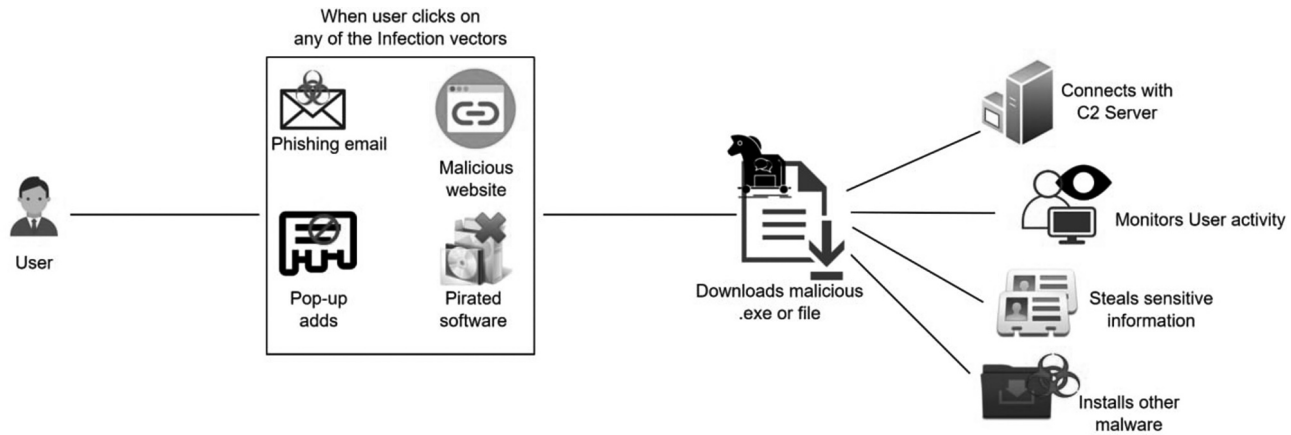 When user clicks on
any of the Infection vectors
Phishing email
Malicious
website
User
Pop-up
adds
Pirated
software
Downloads malicious
.exe or file
Connects with
C2 Server
Monitors User activity
Steals sensitive
information
Installs other
malware